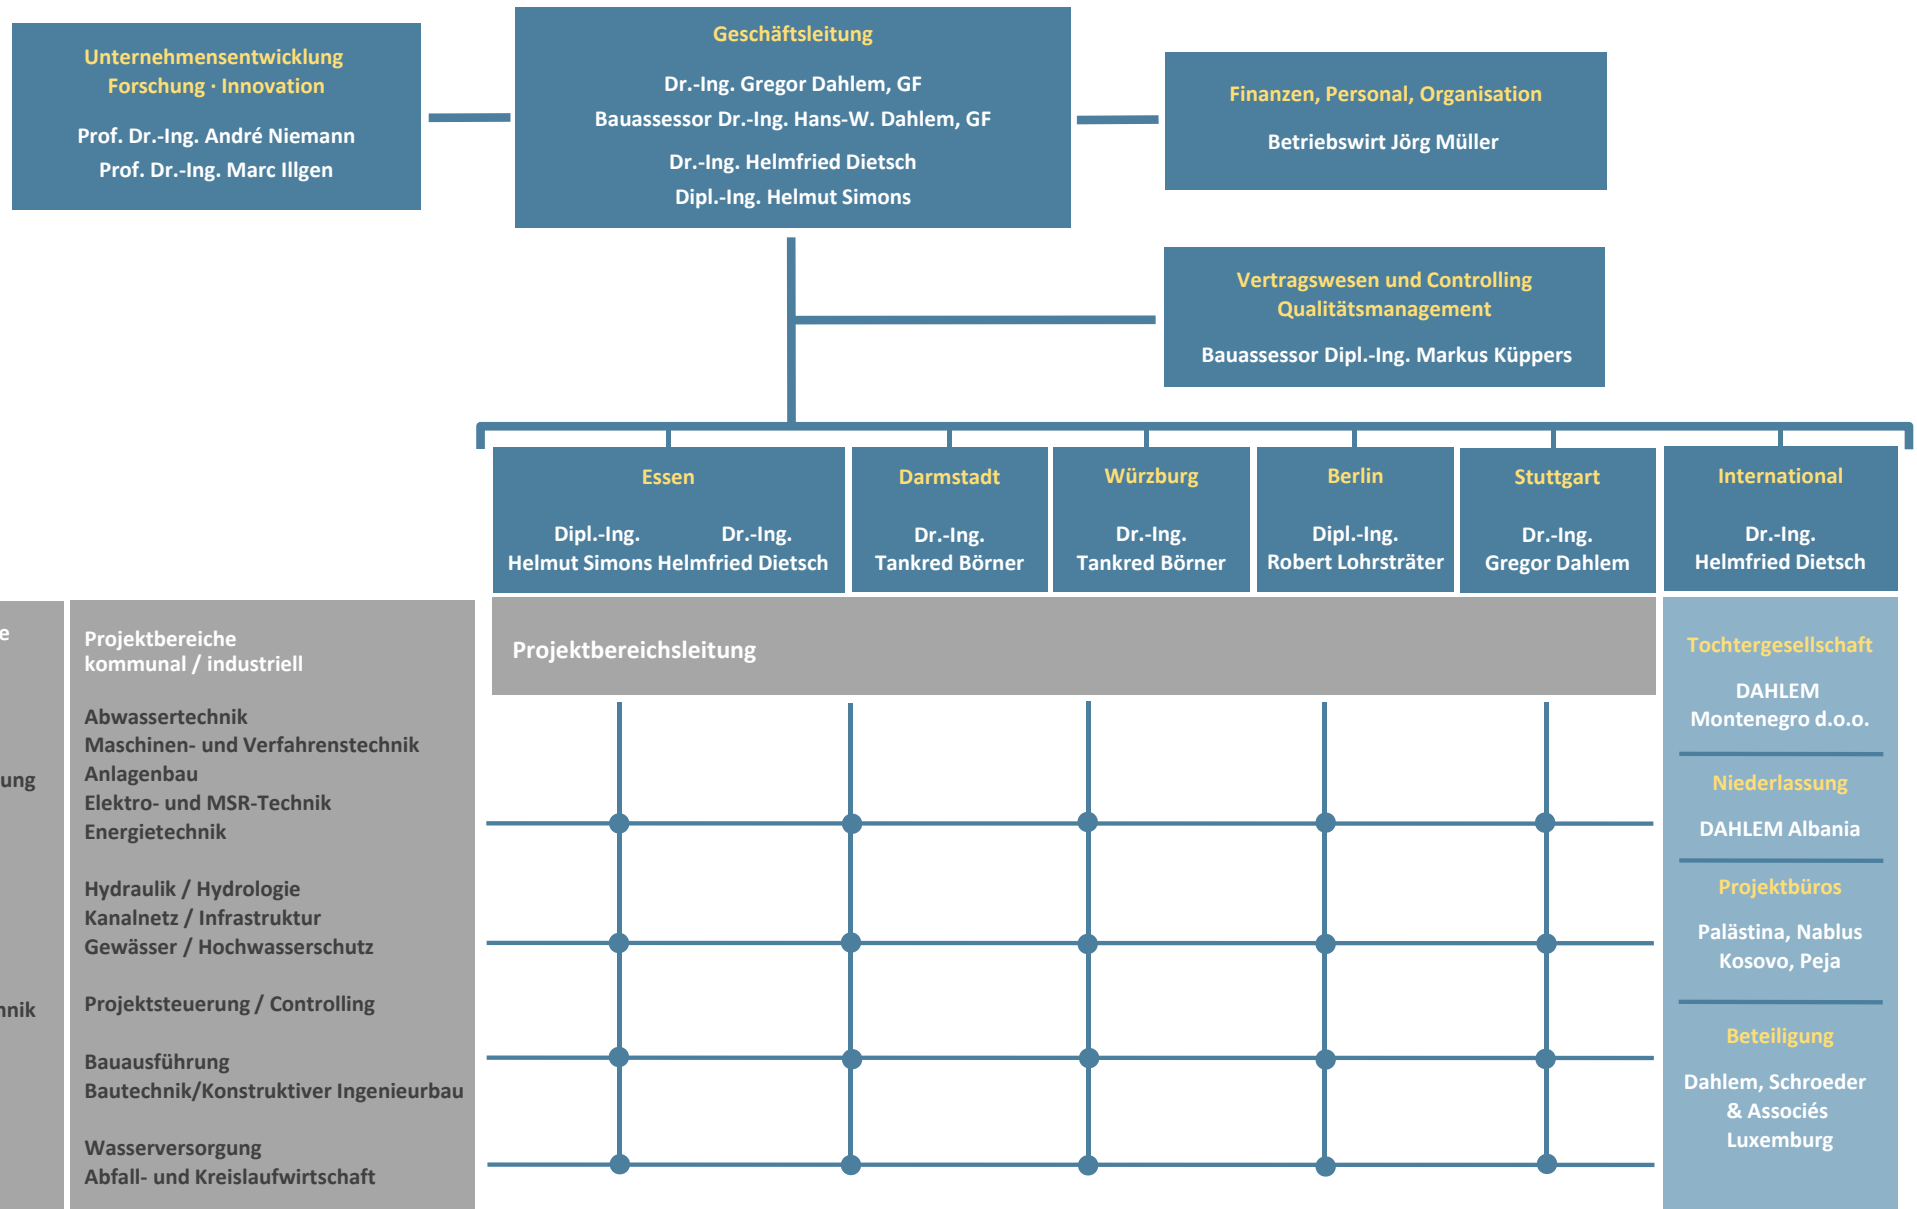 Unternehmensentwicklung
Forschung · Innovation
Prof. Dr.-Ing. André Niemann
Prof. Dr.-Ing. Marc Illgen
Geschäftsleitung
Dr.-Ing. Gregor Dahlem, GF
Bauassessor Dr.-Ing. Hans-W. Dahlem, GF
Dr.-Ing. Helmfried Dietsch
Dipl.-Ing. Helmut Simons
Finanzen, Personal, Organisation
Betriebswirt Jörg Müller
Vertragswesen und Controlling
Qualitätsmanagement
Bauassessor Dipl.-Ing. Markus Küppers
Essen
Dipl.-Ing. Dr.-Ing.
Helmut Simons Helmfried Dietsch
Darmstadt
Dr.-Ing.
Tankred Börner
Würzburg
Dr.-Ing.
Tankred Börner
Berlin
Dipl.-Ing.
Robert Lohrsträter
Stuttgart
Dr.-Ing.
Gregor Dahlem
International
Dr.-Ing.
Helmfried Dietsch
e
ung
hnik
Projektbereiche
kommunal / industriell
Abwassertechnik
Maschinen- und Verfahrenstechnik
Anlagenbau
Elektro- und MSR-Technik
Energietechnik
Hydraulik / Hydrologie
Kanalnetz / Infrastruktur
Gewässer / Hochwasserschutz
Projektsteuerung / Controlling
Bauausführung
Bautechnik/Konstruktiver Ingenieurbau
Wasserversorgung
Abfall- und Kreislaufwirtschaft
Projektbereichsleitung
Tochtergesellschaft
DAHLEM
Montenegro d.o.o.
Niederlassung
DAHLEM Albania
Projektbüros
Palästina, Nablus
Kosovo, Peja
Beteiligung
Dahlem, Schroeder
& Associés
Luxemburg